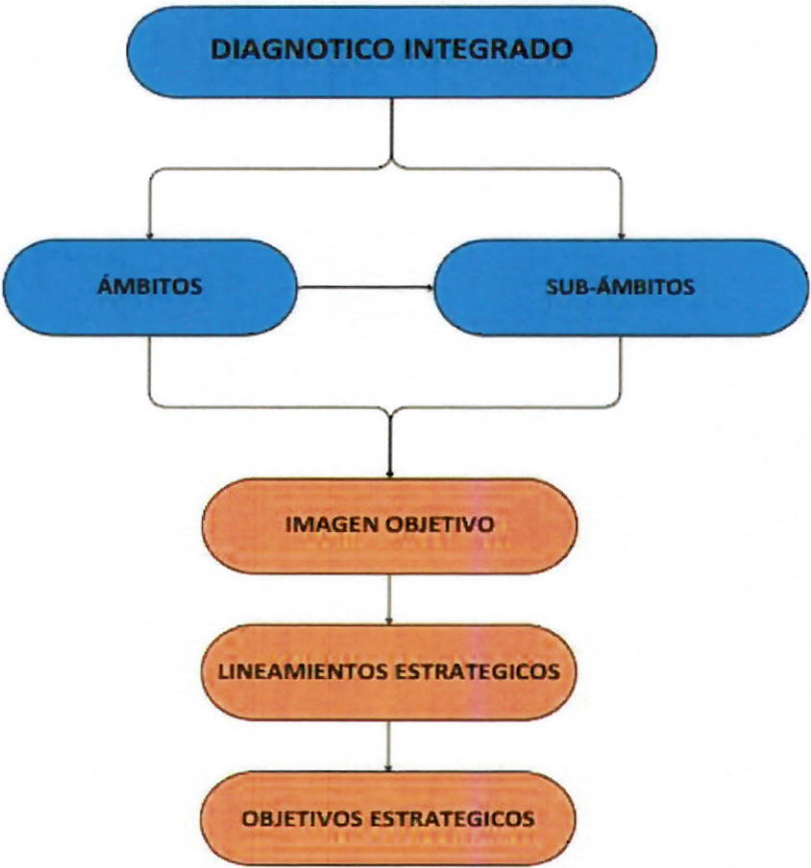 DIAGNOTICO INTEGRADO
ÁMBITOS
SUB-ÁMBITOS
IMAGEN OBJETIVO
LINEAMIENTOS ESTRATEGICOS
OBJETIVOS ESTRATEGICOS